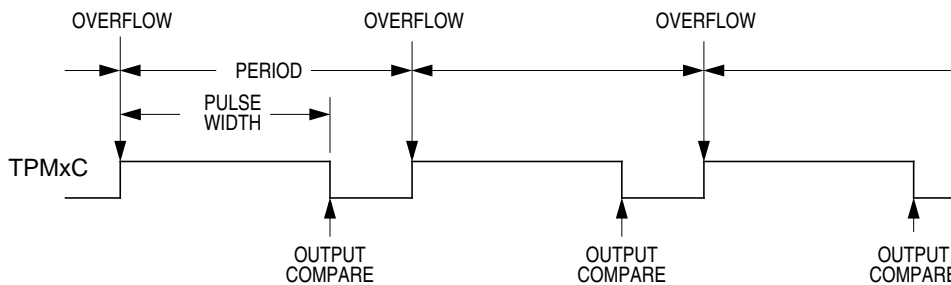 OVERFLOW
OVERFLOW
OVERFLOW
PERIOD
PULSE
WIDTH
TPMxC
OUTPUT
COMPARE
OUTPUT
COMPARE
OUTPUT
COMPARE